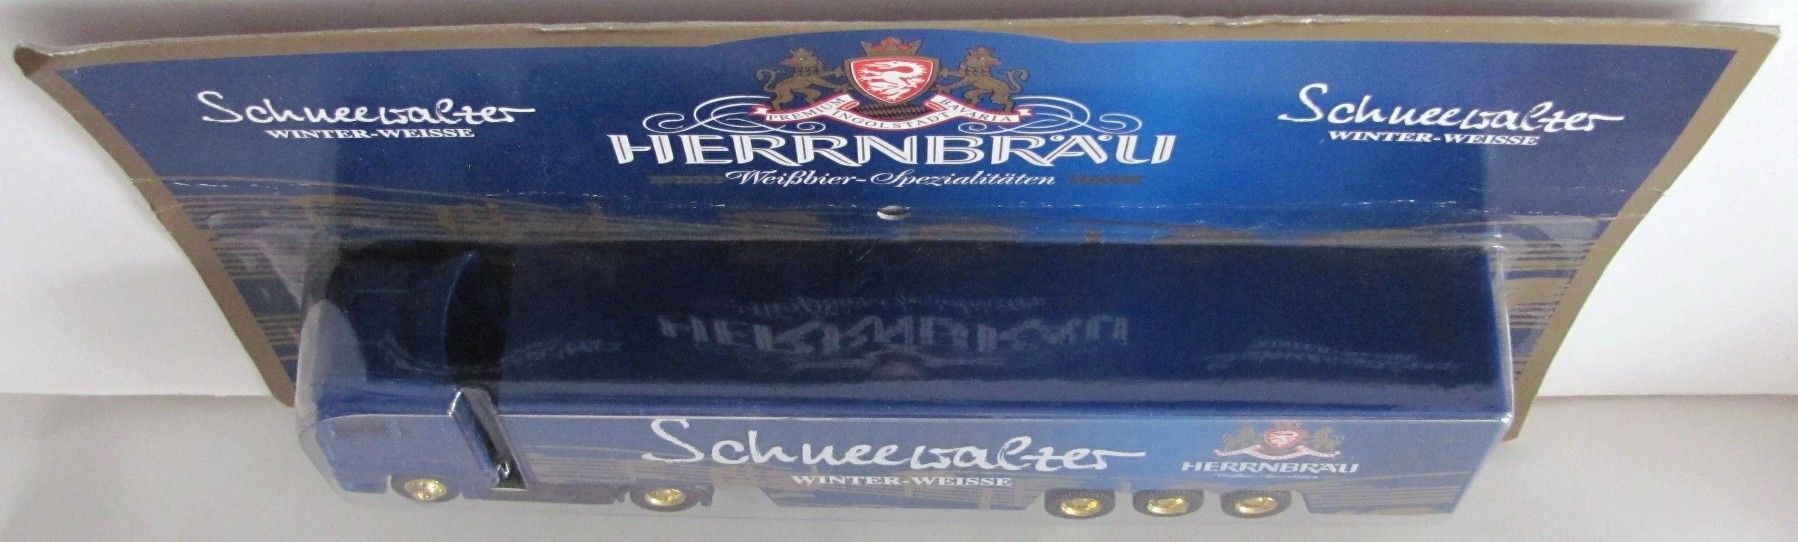 Schneewalter
WINTER-WEISSE
PREMIUM INGOLSTADT BAVARIA
HERRNBRÄU
Weißbier-Spezialitäten
Schneewalter
WINTER-WEISSE
Schneewalter
WINTER-WEISSE
HERRNBRÄU